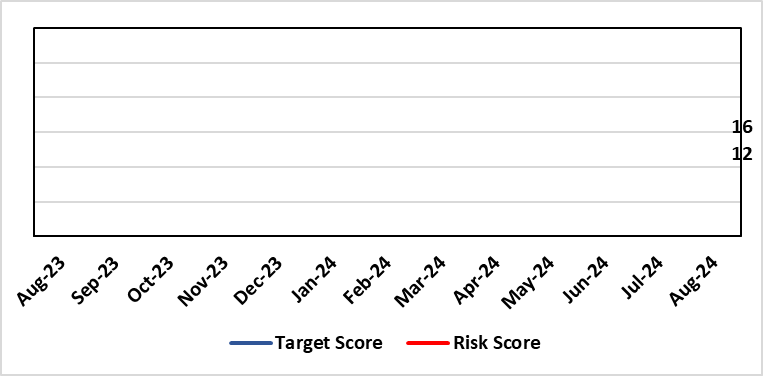 16
12
Aug-23
Sep-23
Oct-23
Nov-23
Dec-23
Jan-24
Feb-24
Mar-24
Apr-24
May-24
Jun-24
Jul-24
Aug-24
Target Score
Risk Score